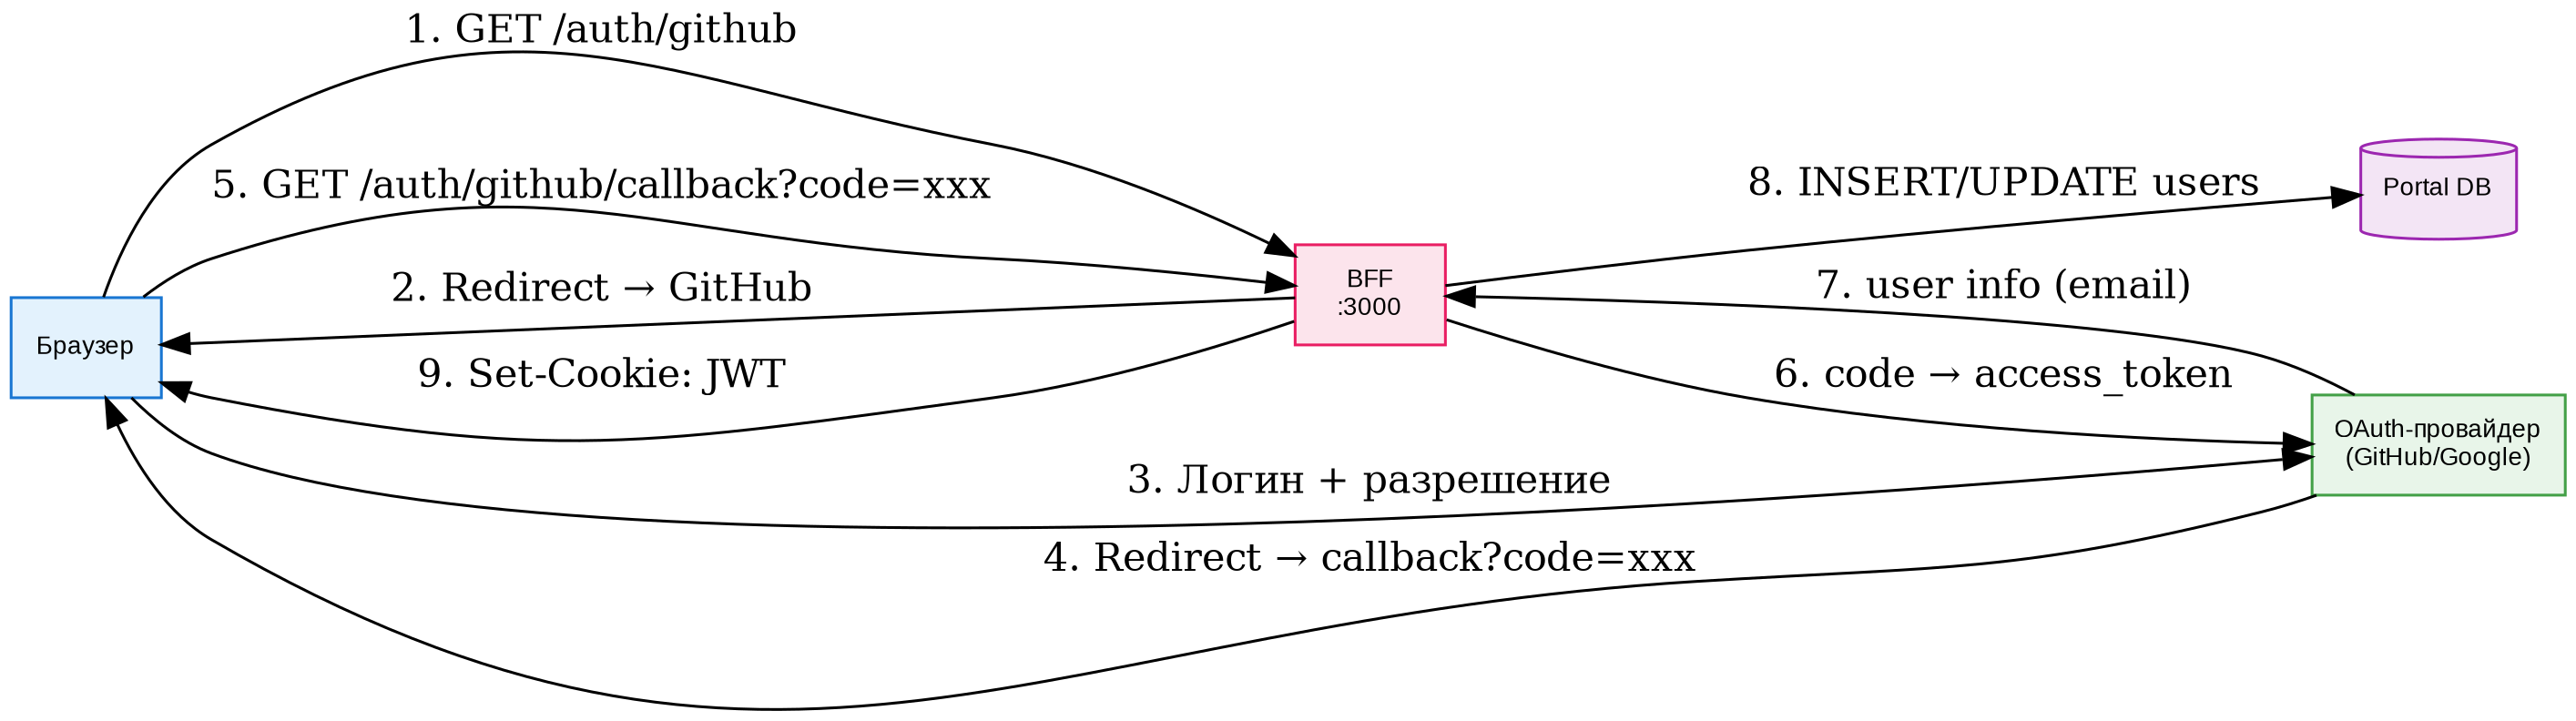 1. GET /auth/github
5. GET /auth/github/callback?code=xxx
2. Redirect → GitHub
9. Set-Cookie: JWT
3. Логин + разрешение
4. Redirect → callback?code=xxx
8. INSERT/UPDATE users
7. user info (email)
6. code → access_token
Браузер
BFF
:3000
Portal DB
OAuth-провайдер
(GitHub/Google)